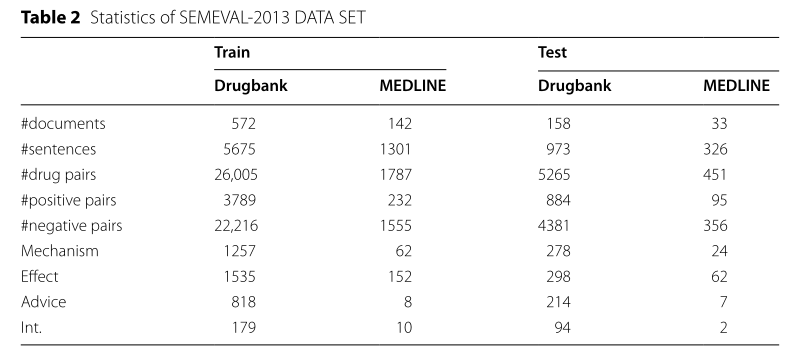 Table 2 Statistics of SEMEVAL-2013 DATA SET
Train Test
Drugbank MEDLINE Drugbank MEDLINE
#documents 572 142 158 33
#sentences 5675 1301 973 326
#drug pairs 26,005 1787 5265 451
#positive pairs 3789 232 884 95
#negative pairs 22,216 1555 4381 356
Mechanism 1257 62 278 24
Effect 1535 152 298 62
Advice 818 8 214 7
Int. 179 10 94 2